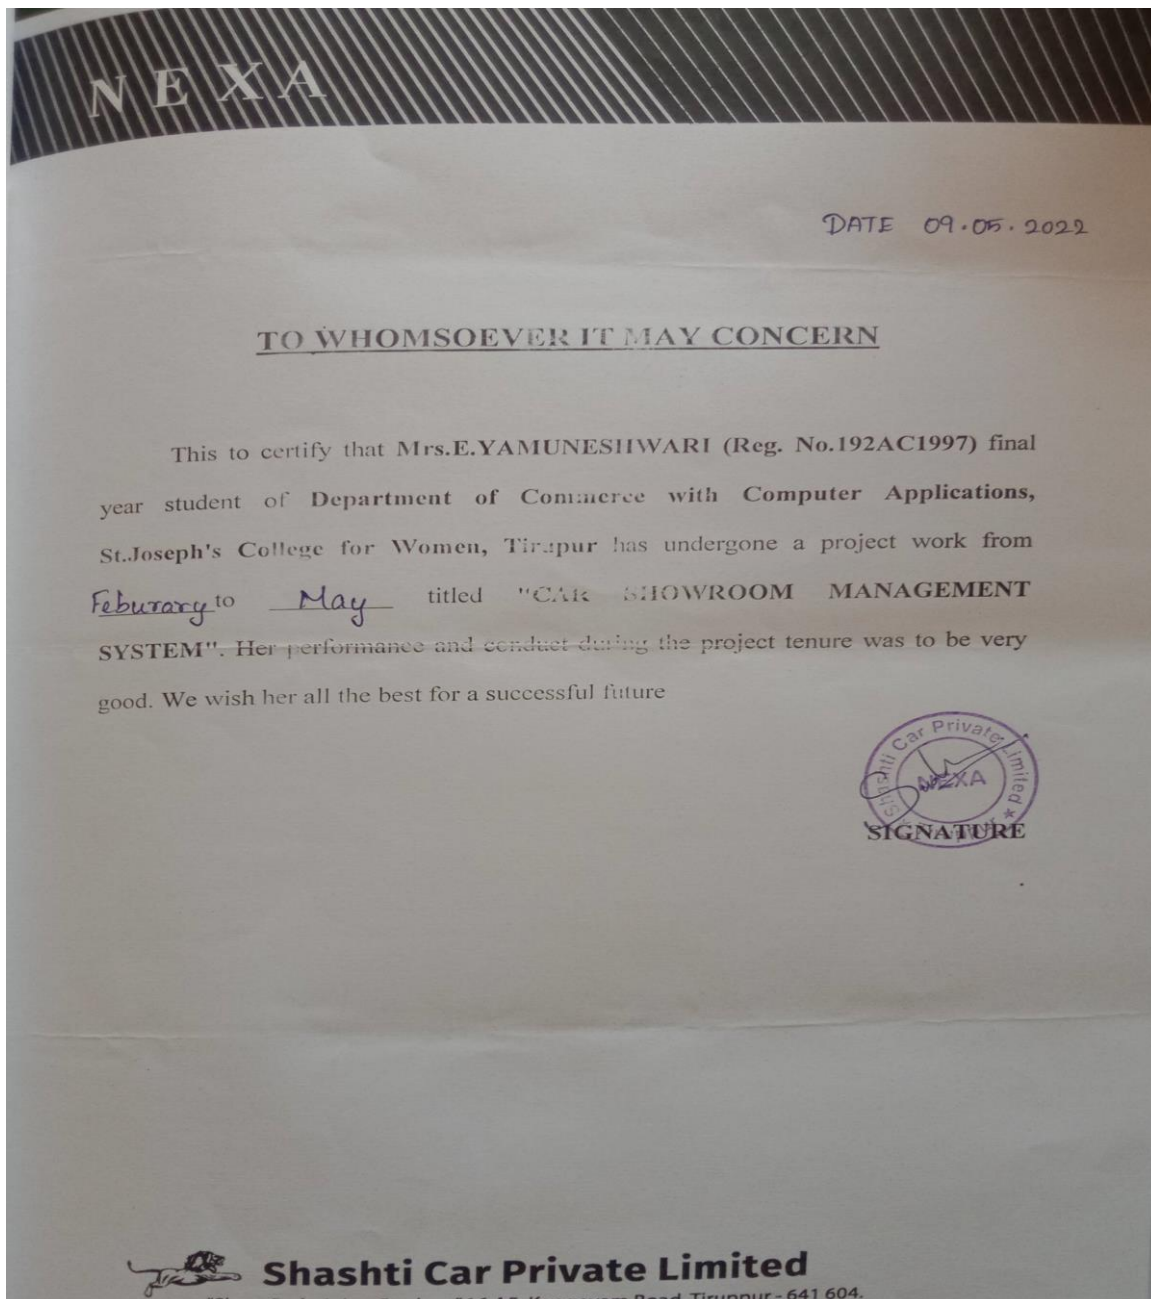 NEXA
DATE 09.05.2022
TO WHOMSOEVER IT MAY CONCERN
This to certify that Mrs.E.YAMUNESHWARI (Reg. No.192AC1997) final
year student of Department of Commerce with Computer Applications,
St.Joseph's College for Women, Tirupur has undergone a project work from
Feburary to May titled "CAR SHOWROOM MANAGEMENT
SYSTEM". Her performance and conduct during the project tenure was to be very
good. We wish her all the best for a successful future
Shashti Car Private Limited
NEXA
SIGNATURE
Shashti Car Private Limited
Road, Tiruppur - 641 604.